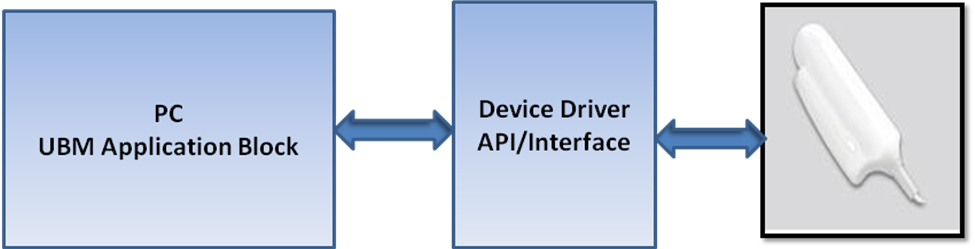 PC
UBM Application Block
Device Driver
API/Interface